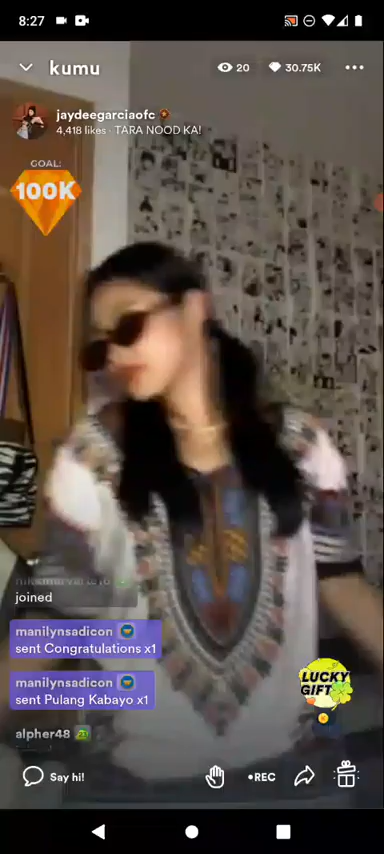 8:27
kumu
20
30.75K
jaydeegarciaofc
4,418 likes · TARA NOOD KA!
GOAL:
100K
joined
manilynsadicon
sent Congratulations x1
manilynsadicon
sent Pulang Kabayo x1
LUCKY
GIFT
alpher48
Say hi!
•REC